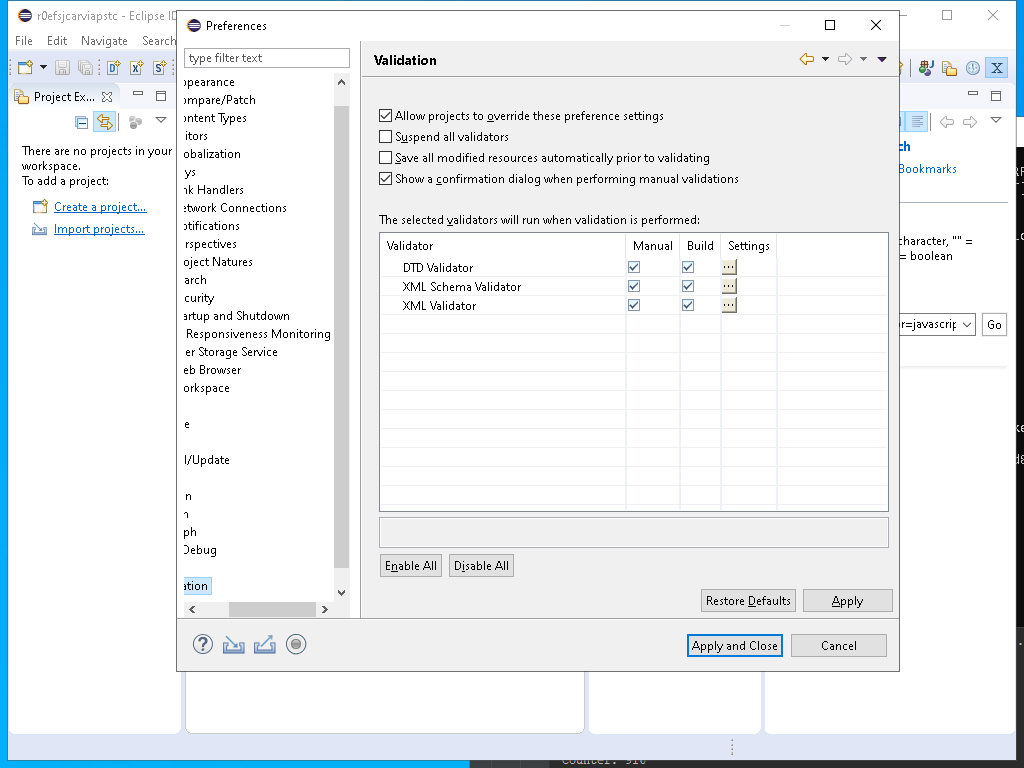 r0efsjcarviapstc - Eclipse ID
File Edit Navigate Search
Project Ex...
There are no projects in your
workspace.
To add a project:
Create a project...
Import projects...
Preferences
type filter text
ppearance
ompare/Patch
ontent Types
itors
obalization
ys
nk Handlers
etwork Connections
otifications
rspectives
oject Natures
arch
curity
artup and Shutdown
Responsiveness Monitoring
er Storage Service
eb Browser
orkspace
e
l/Update
n
n
ph
Debug
ation
Validation
Allow projects to override these preference settings
Suspend all validators
Save all modified resources automatically prior to validating
Show a confirmation dialog when performing manual validations
The selected validators will run when validation is performed:
Validator Manual Build Settings
DTD Validator ...
XML Schema Validator ...
XML Validator ...
Enable All Disable All
Restore Defaults Apply
Apply and Close Cancel
ch
Bookmarks
character, "" =
= boolean
or=javascrip Go
Counter: 910